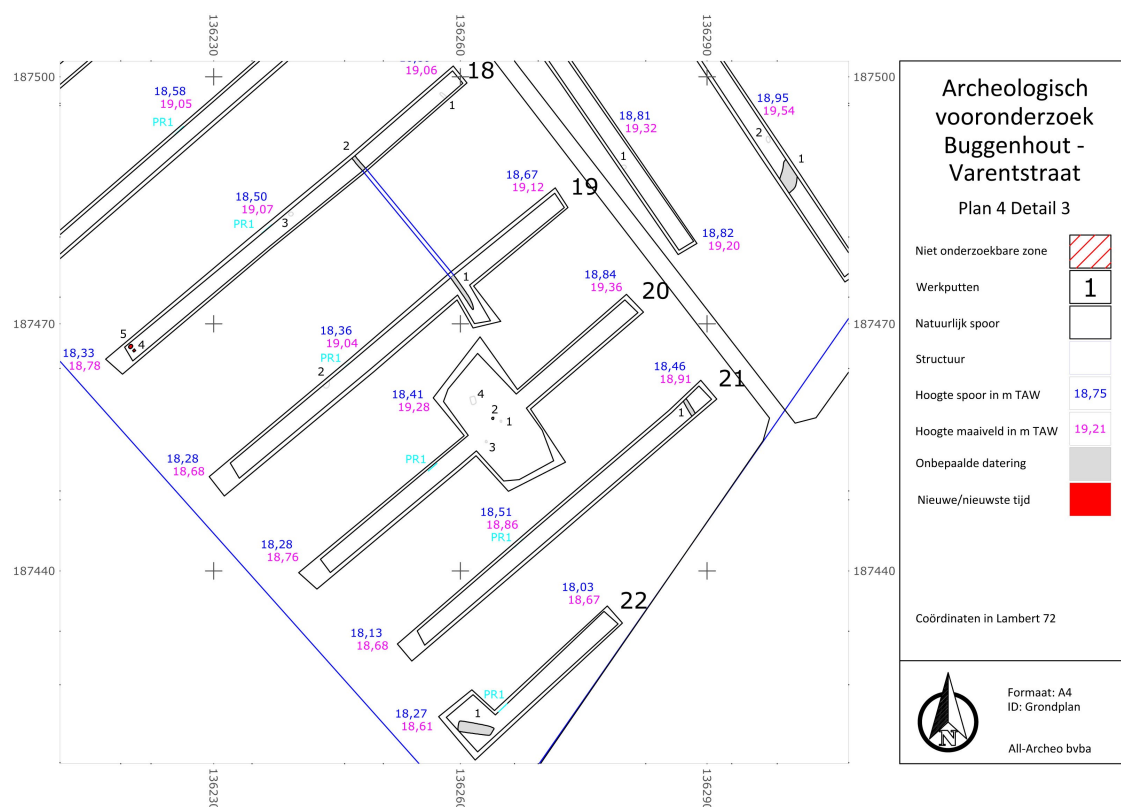 136230
136260
136290
187500
187500
18
19,06
1
18,58
19,05
PR1
18,81
19,32
1
18,95
19,54
2
1
2
18,50
19,07
PR1
3
18,67
19,12
19
18,82
19,20
1
18,84
19,36
20
187470
187470
5
4
18,33
18,78
18,36
19,04
PR1
2
18,41
19,28
4
2
1
3
18,46
18,91
21
1
18,28
18,68
PR1
18,51
18,86
PR1
18,28
18,76
187440
187440
18,03
18,67
22
18,13
18,68
PR1
18,27
18,61
1
136230
136260
136290
Archeologisch
vooronderzoek
Buggenhout -
Varentstraat
Plan 4 Detail 3
Niet onderzoekbare zone
Werkputten
1
Natuurlijk spoor
Structuur
Hoogte spoor in m TAW
18,75
Hoogte maaiveld in m TAW
19,21
Onbepaalde datering
Nieuwe/nieuwste tijd
Coördinaten in Lambert 72
N
Formaat: A4
ID: Grondplan
All-Archeo bvba